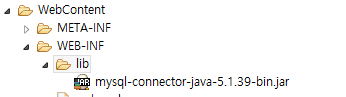 WebContent
META-INF
WEB-INF
lib
mysql-connector-java-5.1.39-bin.jar